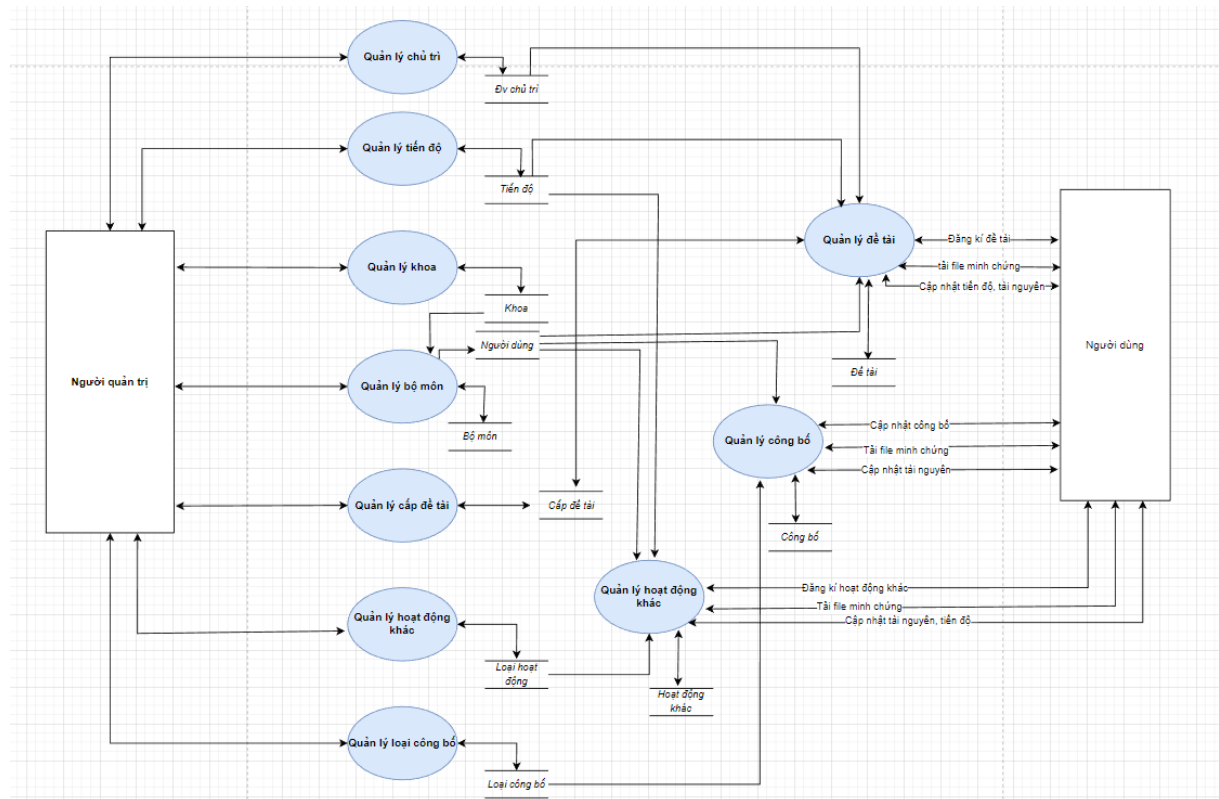 Quản lý chủ trì
Đv chủ trì
Quản lý tiến độ
Tiến độ
Quản lý khoa
Khoa
Người dùng
Người quản trị
Quản lý bộ môn
Bộ môn
Quản lý cấp đề tài
Cấp đề tài
Quản lý hoạt động
khác
Loại hoạt
động
Quản lý loại công bố
Loại công bố
Quản lý đề tài
Đề tài
Quản lý công bố
Công bố
Quản lý hoạt động
khác
Hoạt động
khác
Đăng kí đề tài
tải file minh chứng
Cập nhật tiến độ, tài nguyên
Người dùng
Cập nhật công bố
Tải file minh chứng
Cập nhật tài nguyên
Đăng kí hoạt động khác
Tải file minh chứng
Cập nhật tài nguyên, tiến độ